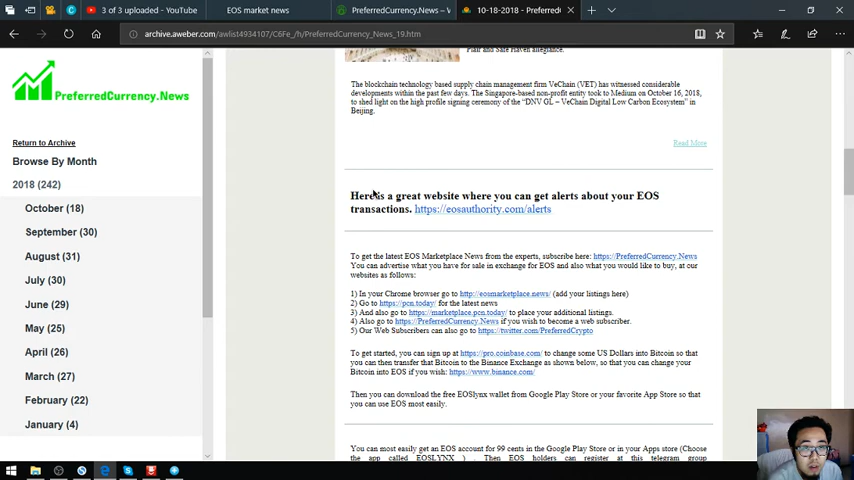 3 of 3 uploaded - YouTube
EOS market news
PreferredCurrency.News –
10-18-2018 - Preferred
archive.aweber.com/awlist4934107/C6Fe_/h/PreferredCurrency_News_19.htm
PreferredCurrency.News
Return to Archive
Browse By Month
2018 (242)
October (18)
September (30)
August (31)
July (30)
June (29)
May (25)
April (26)
March (27)
February (22)
January (4)
Flair and Safe Haven allegiance.
The blockchain technology based supply chain management firm VeChain (VET) has witnessed considerable
developments within the past few days. The Singapore-based non-profit entity took to Medium on October 16, 2018,
to shed light on the high profile signing ceremony of the “DNV GL – VeChain Digital Low Carbon Ecosystem” in
Beijing.
Read More
Here is a great website where you can get alerts about your EOS
transactions. https://eosauthority.com/alerts
To get the latest EOS Marketplace News from the experts, subscribe here: https://PreferredCurrency.News
You can advertise what you have for sale in exchange for EOS and also what you would like to buy, at our
websites as follows:
1) In your Chrome browser go to http://eosmarketplace.news/ (add your listings here)
2) Go to https://pcn.today/ for the latest news
3) And also go to https://marketplace.pcn.today/ to place your additional listings.
4) Also go to https://PreferredCurrency.News if you wish to become a web subscriber.
5) Our Web Subscribers can also go to https://twitter.com/PreferredCrypto
To get started, you can sign up at https://pro.coinbase.com/ to change some US Dollars into Bitcoin so that
you can then transfer that Bitcoin to the Binance Exchange as shown below, so that you can change your
Bitcoin into EOS if you wish: https://www.binance.com/
Then you can download the free EOSlynx wallet from Google Play Store or your favorite App Store so that
you can use EOS most easily.
You can most easily get an EOS account for 99 cents in the Google Play Store or in your Apps store (Choose
the app called EOSLYNX ) . Then EOS holders can register at this telegram group